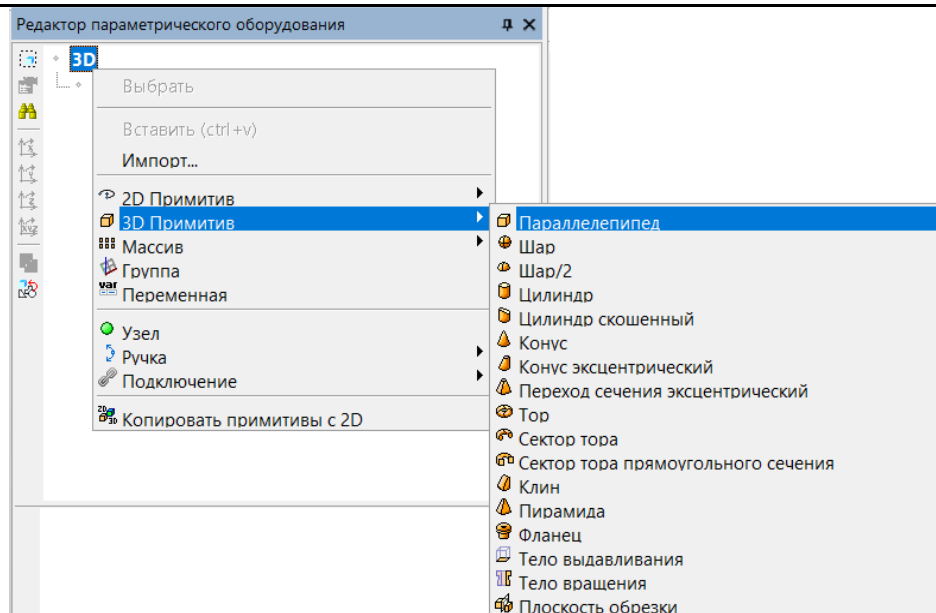 Редактор параметрического оборудования
3D
Выбрать
Вставить (ctrl+v)
Импорт...
2D Примитив
3D Примитив
Массив
Группа
var Переменная
Узел
Ручка
Подключение
Копировать примитивы с 2D
Параллелепипед
Шар
Шар/2
Цилиндр
Цилиндр скошенный
Конус
Конус эксцентрический
Переход сечения эксцентрический
Тор
Сектор тора
Сектор тора прямоугольного сечения
Клин
Пирамида
Фланец
Тело выдавливания
Тело вращения
Плоскость обрезки